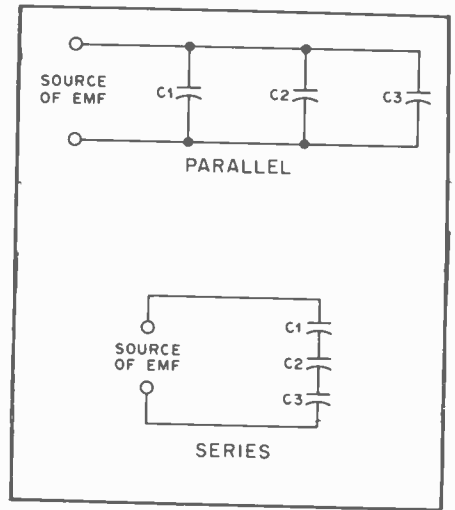 SOURCE
OF EMF
C1
C2
C3
PARALLEL
C1
SOURCE
OF EMF
C2
C3
SERIES